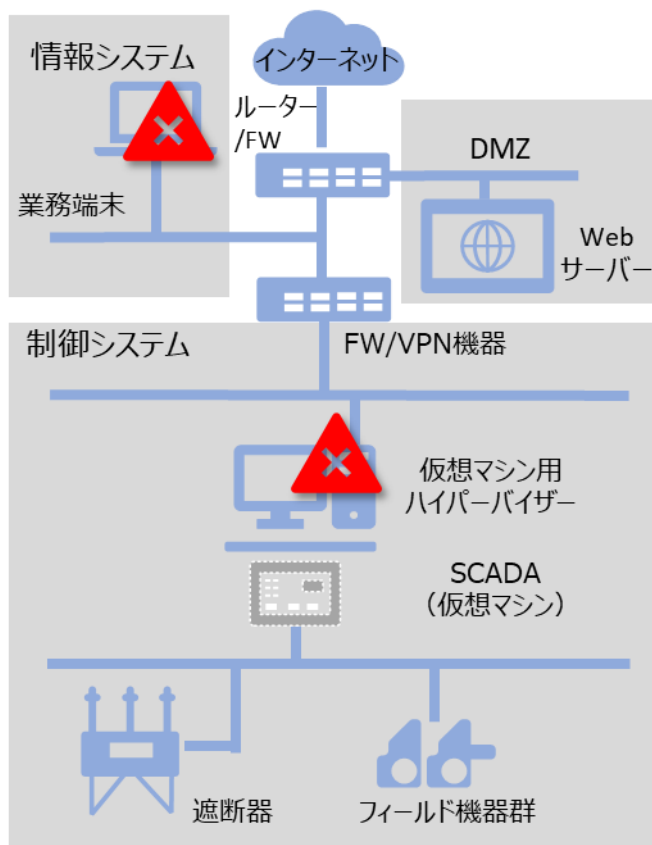 情報システム
インターネット
ルーター
/FW
DMZ
業務端末
Web
サーバー
制御システム
FW/VPN機器
仮想マシン用
ハイパーバイザー
SCADA
（仮想マシン）
遮断器
フィールド機器群